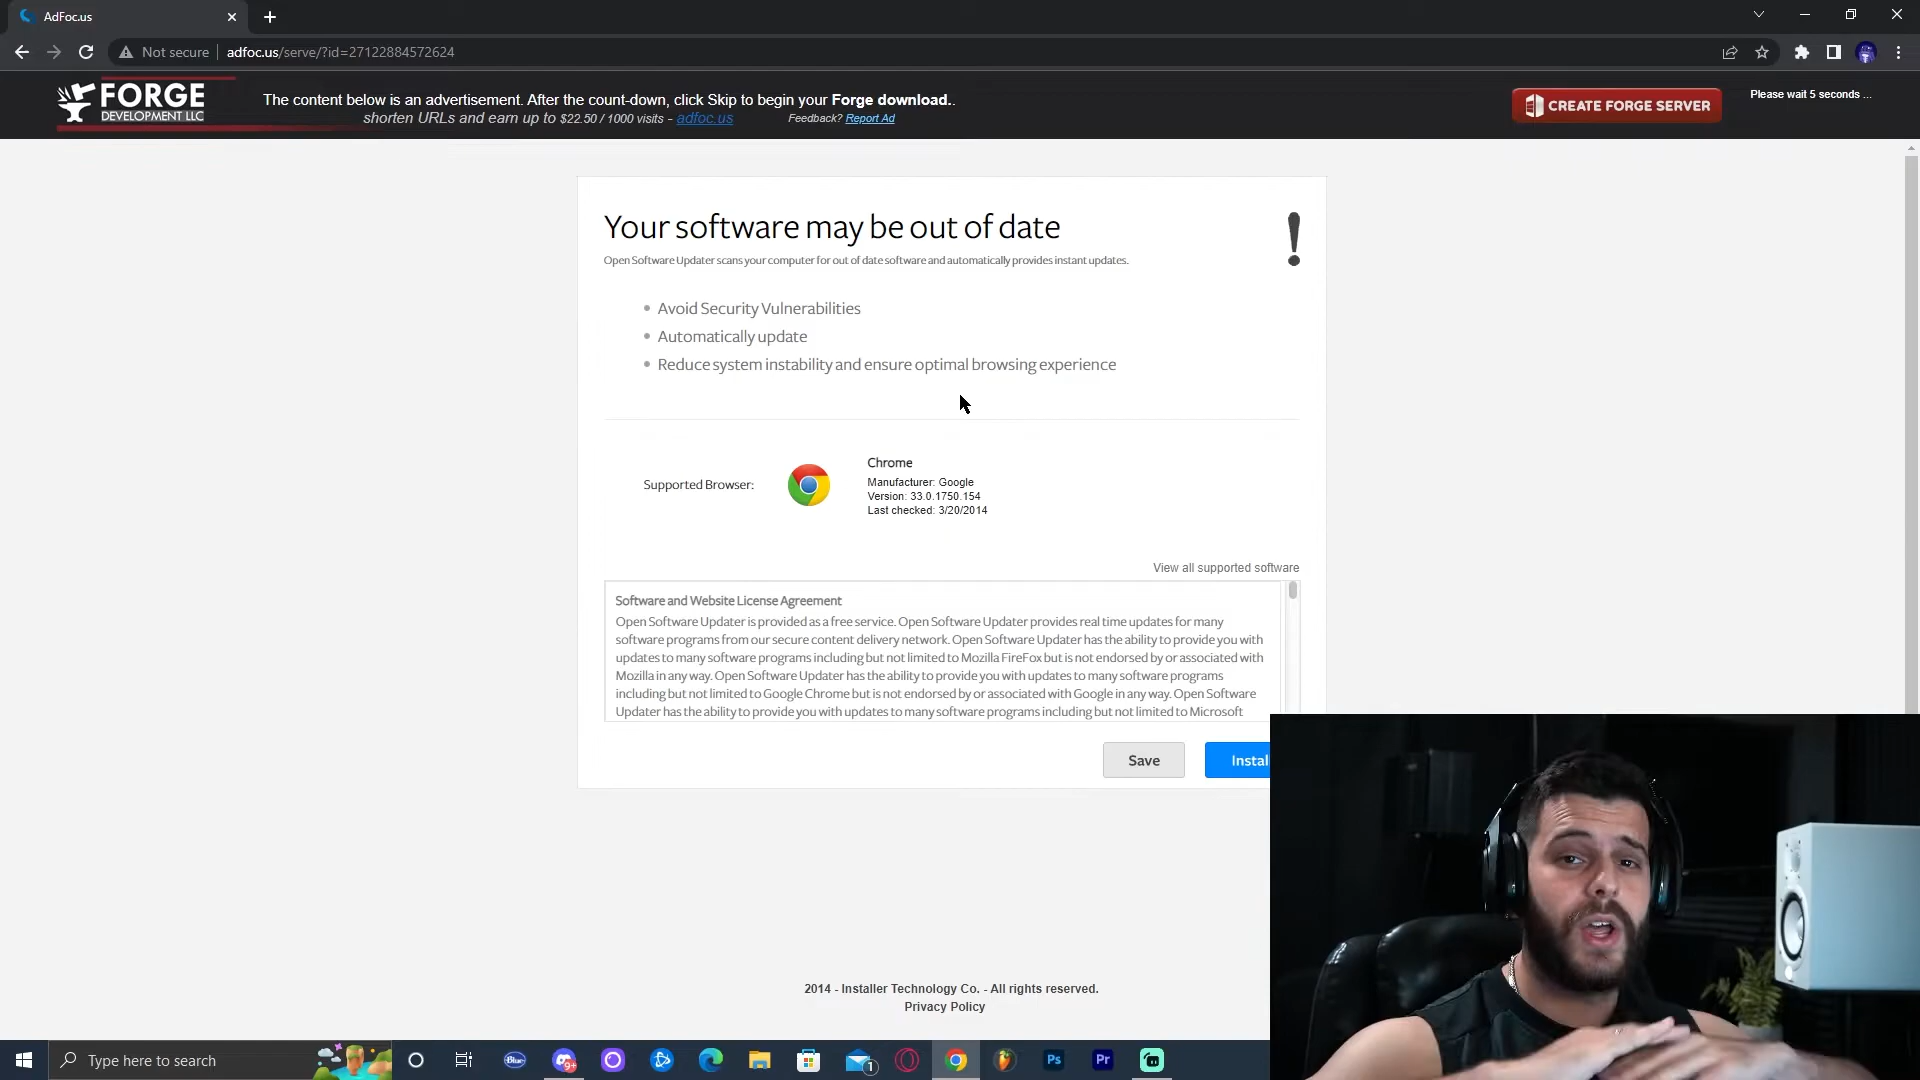 AdFoc.us
Not secure
adfoc.us/serve/?id=27122884572624
FORGE
DEVELOPMENT LLC
The content below is an advertisement. After the count-down, click Skip to begin your Forge download..
shorten URLs and earn up to $22.50 / 1000 visits - adfoc.us
Feedback? Report Ad
CREATE FORGE SERVER
Please wait 5 seconds ...
Your software may be out of date
Open Software Updater scans your computer for out of date software and automatically provides instant updates.
Avoid Security Vulnerabilities
Automatically update
Reduce system instability and ensure optimal browsing experience
Supported Browser:
Chrome
Manufacturer: Google
Version: 33.0.1750.154
Last checked: 3/20/2014
View all supported software
Software and Website License Agreement
Open Software Updater is provided as a free service. Open Software Updater provides real time updates for many
software programs from our secure content delivery network. Open Software Updater has the ability to provide you with
updates to many software programs including but not limited to Mozilla FireFox but is not endorsed by or associated with
Mozilla in any way. Open Software Updater has the ability to provide you with updates to many software programs
including but not limited to Google Chrome but is not endorsed by or associated with Google in any way. Open Software
Updater has the ability to provide you with updates to many software programs including but not limited to Microsoft
Save
Instal
2014 - Installer Technology Co. - All rights reserved.
Privacy Policy
Type here to search
Blue
9+
1
Ps
Pr